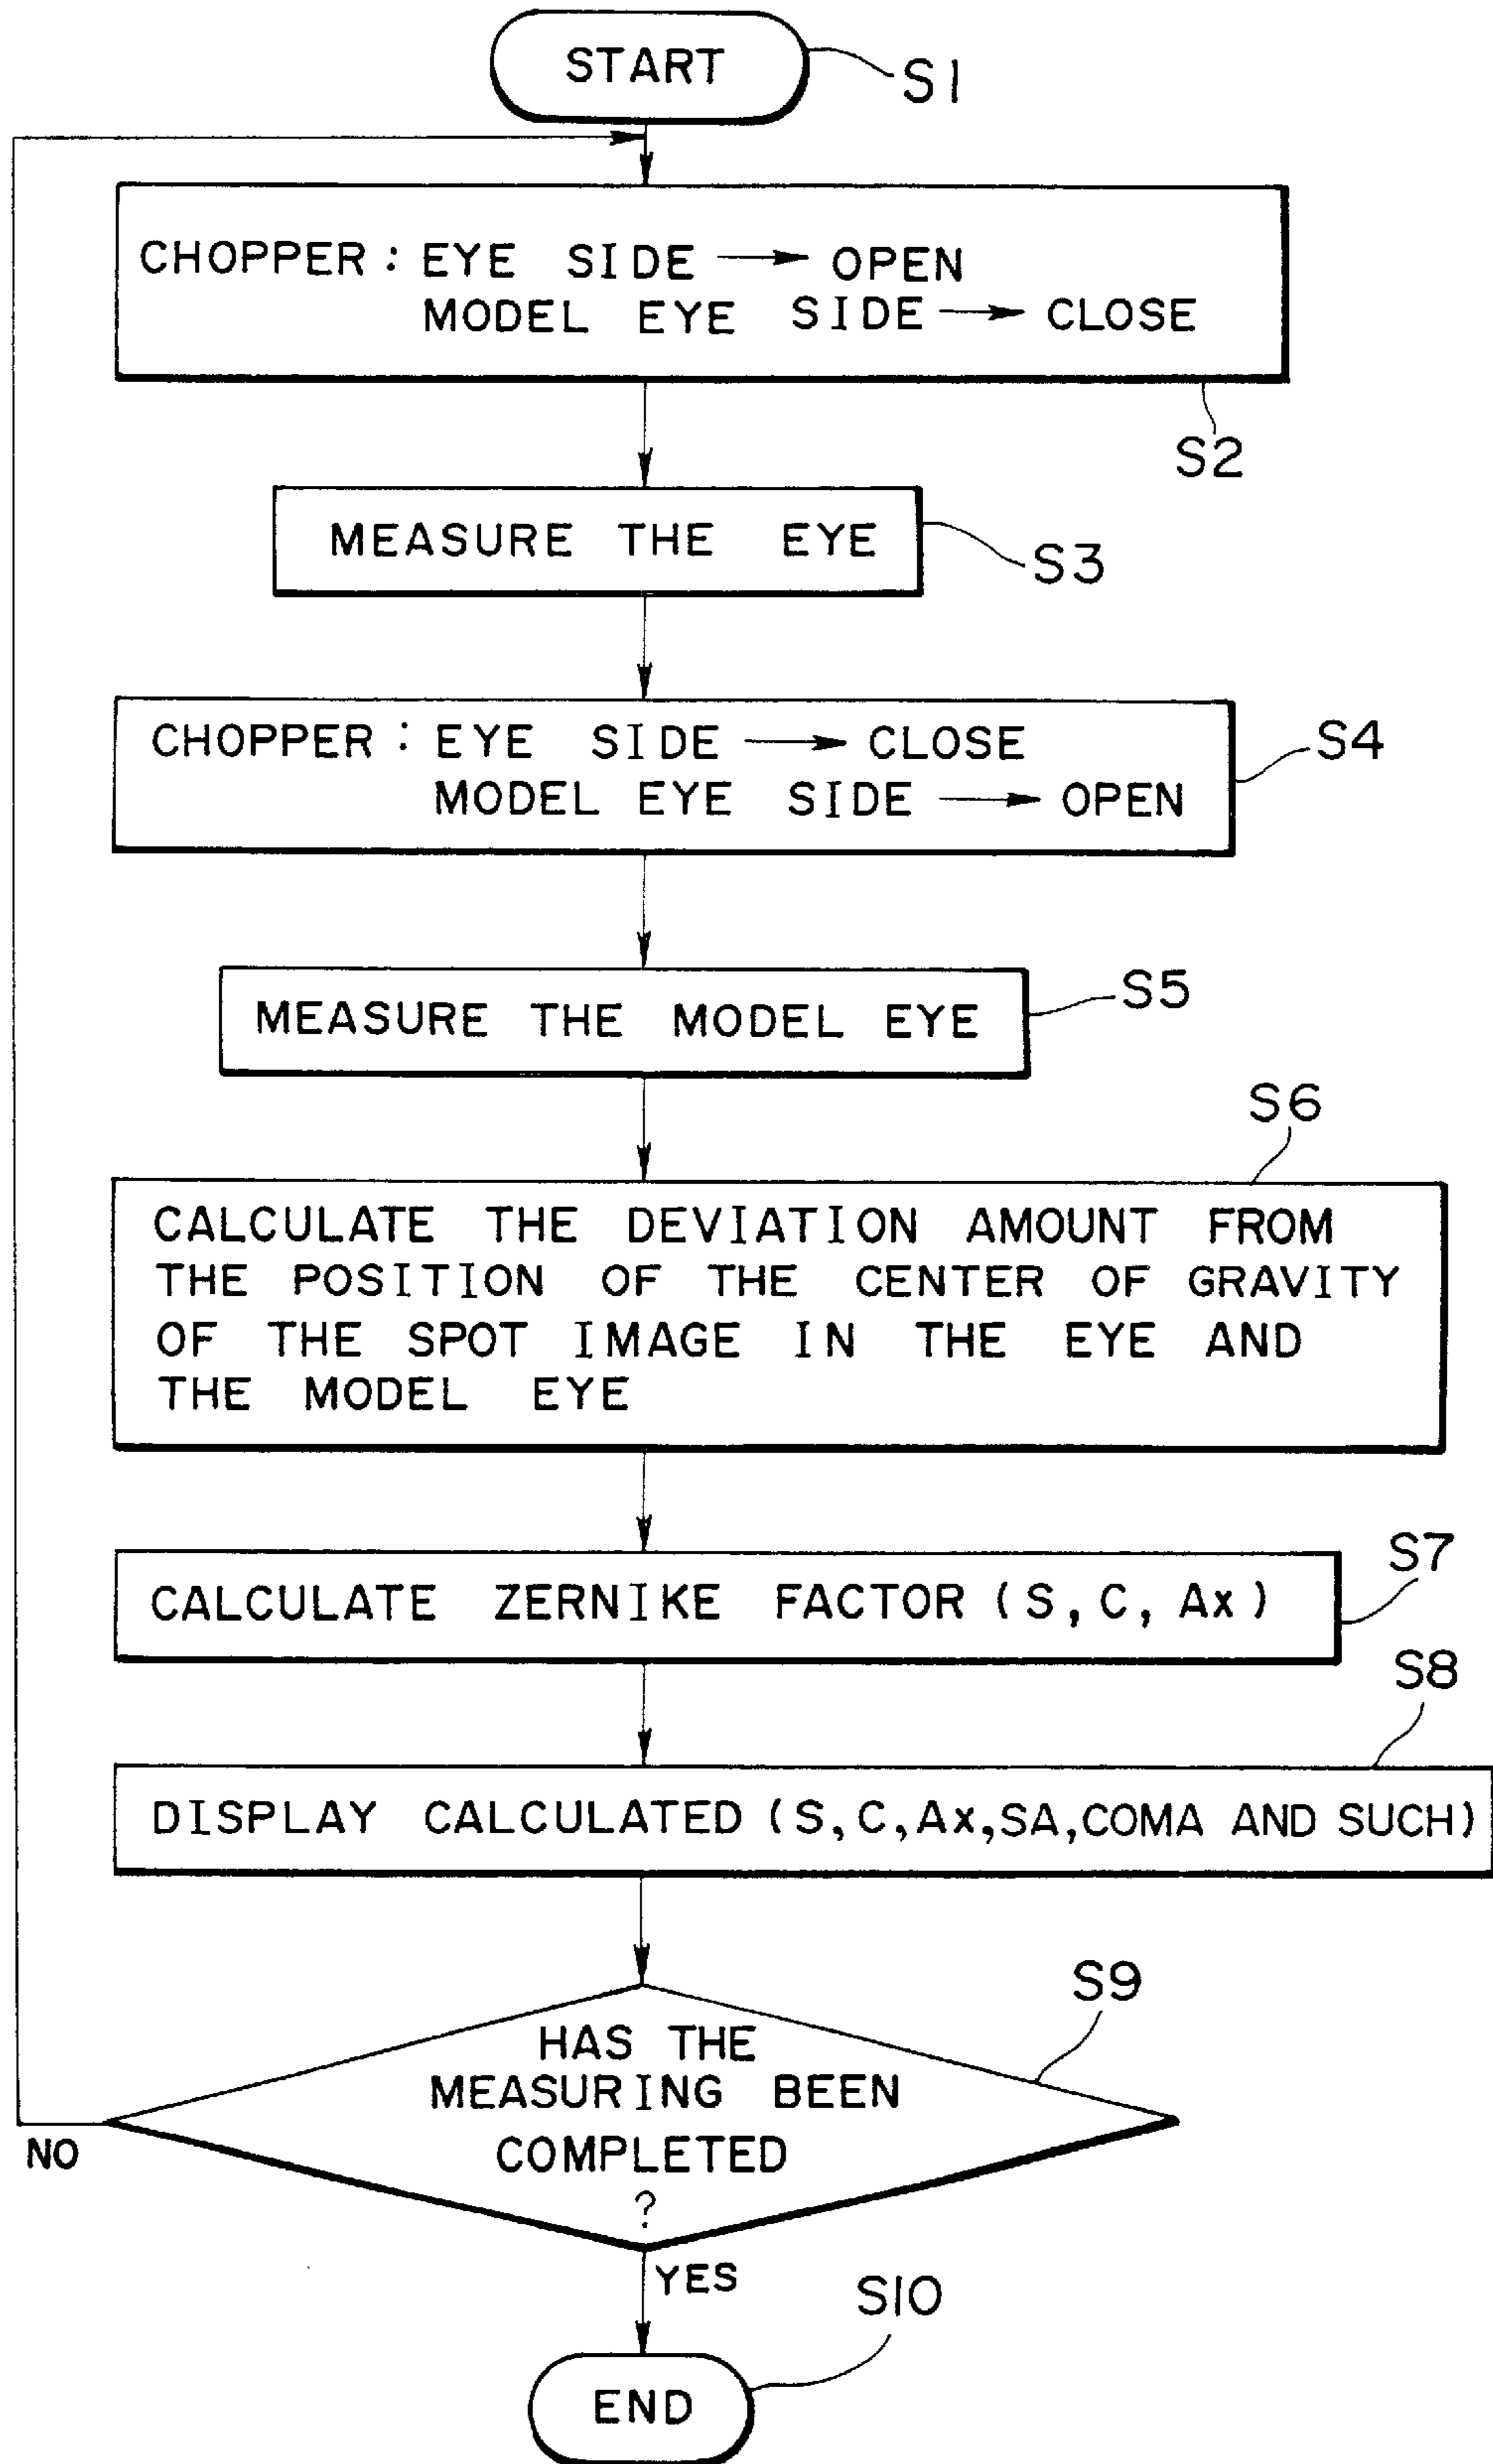 START
S1
CHOPPER : EYE SIDE → OPEN
MODEL EYE SIDE → CLOSE
S2
MEASURE THE EYE
S3
CHOPPER : EYE SIDE → CLOSE
MODEL EYE SIDE → OPEN
S4
MEASURE THE MODEL EYE
S5
S6
CALCULATE THE DEVIATION AMOUNT FROM
THE POSITION OF THE CENTER OF GRAVITY
OF THE SPOT IMAGE IN THE EYE AND
THE MODEL EYE
S7
CALCULATE ZERNIKE FACTOR (S, C, Ax)
S8
DISPLAY CALCULATED (S, C, Ax, SA, COMA AND SUCH)
S9
HAS THE
MEASURING BEEN
COMPLETED
?
NO
YES
S10
END